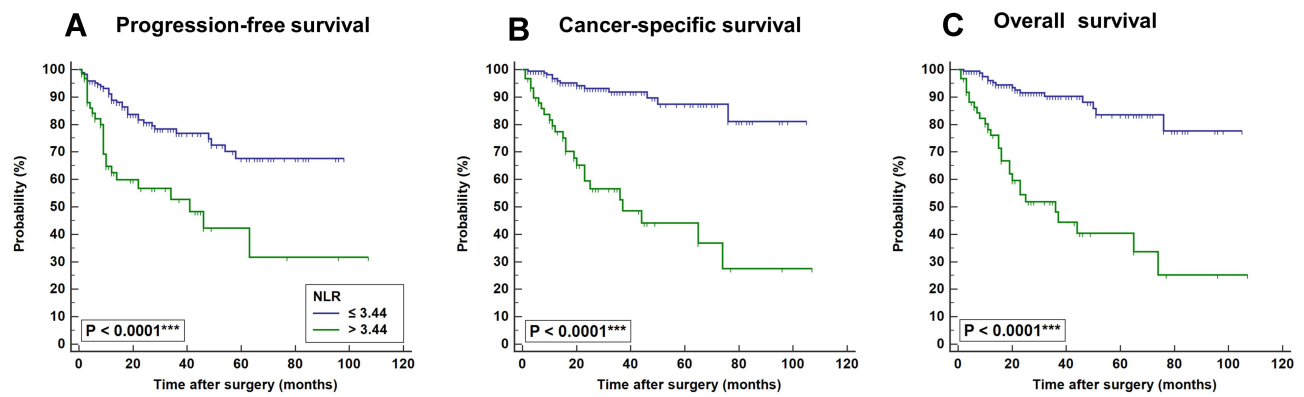 A Progression-free survival
Probability (%)
100
90
80
70
60
50
40
30
20
10
0
NLR
≤ 3.44
> 3.44
P < 0.0001***
0 20 40 60 80 100 120
Time after surgery (months)
B Cancer-specific survival
Probability (%)
100
90
80
70
60
50
40
30
20
10
0
P < 0.0001***
0 20 40 60 80 100 120
Time after surgery (months)
C Overall survival
Probability (%)
100
90
80
70
60
50
40
30
20
10
0
P < 0.0001***
0 20 40 60 80 100 120
Time after surgery (months)